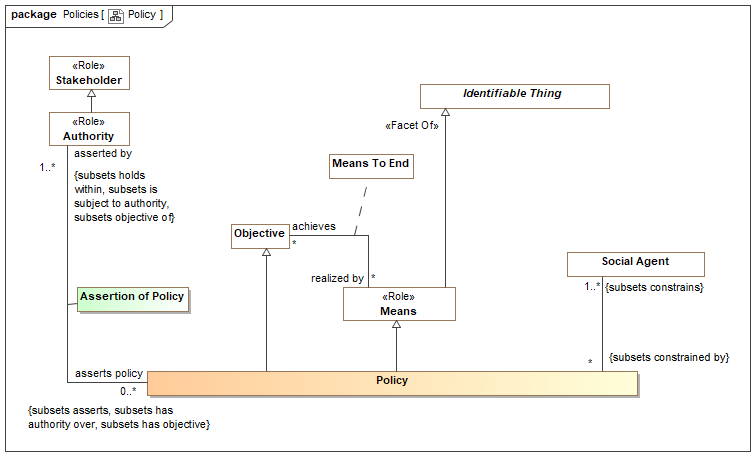 package Policies [ Policy ]
«Role»
Stakeholder
«Role»
Authority
asserted by
1..*
{subsets holds
within, subsets is
subject to authority,
subsets objective of}
Identifiable Thing
«Facet Of»
Means To End
Objective
achieves
*
realized by
*
«Role»
Means
Social Agent
1..*
{subsets constrains}
Assertion of Policy
*
{subsets constrained by}
asserts policy
0..*
Policy
{subsets asserts, subsets has
authority over, subsets has objective}